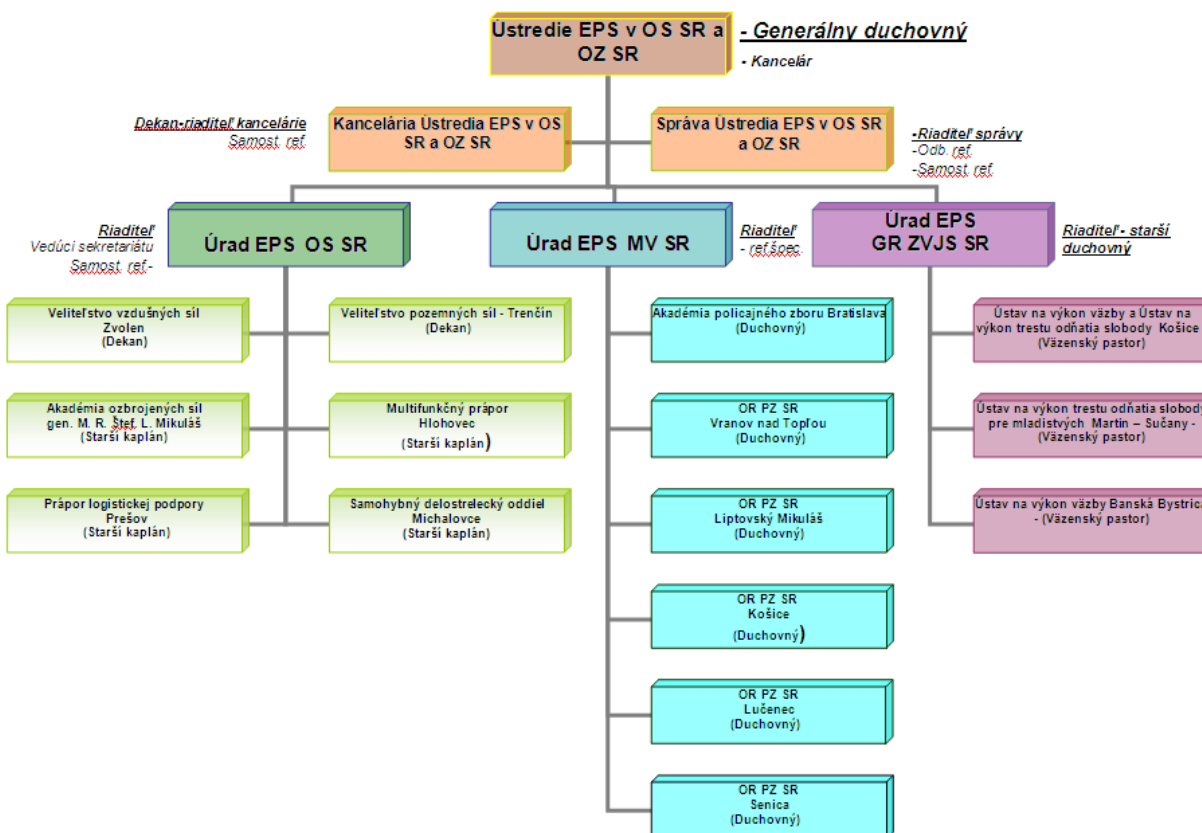 Ústredie EPS v OS SR a
OZ SR
- Generálny duchovný
- Kancelár
Dekan-riaditeľ kancelárie
Samost. ref.
Kancelária Ústredia EPS v OS
SR a OZ SR
Správa Ústredia EPS v OS SR
a OZ SR
-Riaditeľ správy
-Odb. ref.
-Samost. ref.
Riaditeľ
Vedúci sekretariátu
Samost. ref.-
Úrad EPS OS SR
Úrad EPS MV SR
Riaditeľ
- ref.špec.
Úrad EPS
GR ZVJS SR
Riaditeľ - starší
duchovný
Veliteľstvo vzdušných síl
Zvolen
(Dekan)
Veliteľstvo pozemných síl - Trenčín
(Dekan)
Akadémia policajného zboru Bratislava
(Duchovný)
Ústav na výkon väzby a Ústav na
výkon trestu odňatia slobody Košice
(Väzenský pastor)
Akadémia ozbrojených síl
gen. M. R. Štef. L. Mikuláš
(Starší kaplán)
Multifunkčný prápor
Hlohovec
(Starší kaplán)
OR PZ SR
Vranov nad Topľou
(Duchovný)
Ústav na výkon trestu odňatia slobody
pre mladistvých Martin – Sučany -
(Väzenský pastor)
Prápor logistickej podpory
Prešov
(Starší kaplán)
Samohybný delostrelecký oddiel
Michalovce
(Starší kaplán)
OR PZ SR
Liptovský Mikuláš
(Duchovný)
Ústav na výkon väzby Banská Bystrica
- (Väzenský pastor)
OR PZ SR
Košice
(Duchovný)
OR PZ SR
Lučenec
(Duchovný)
OR PZ SR
Senica
(Duchovný)